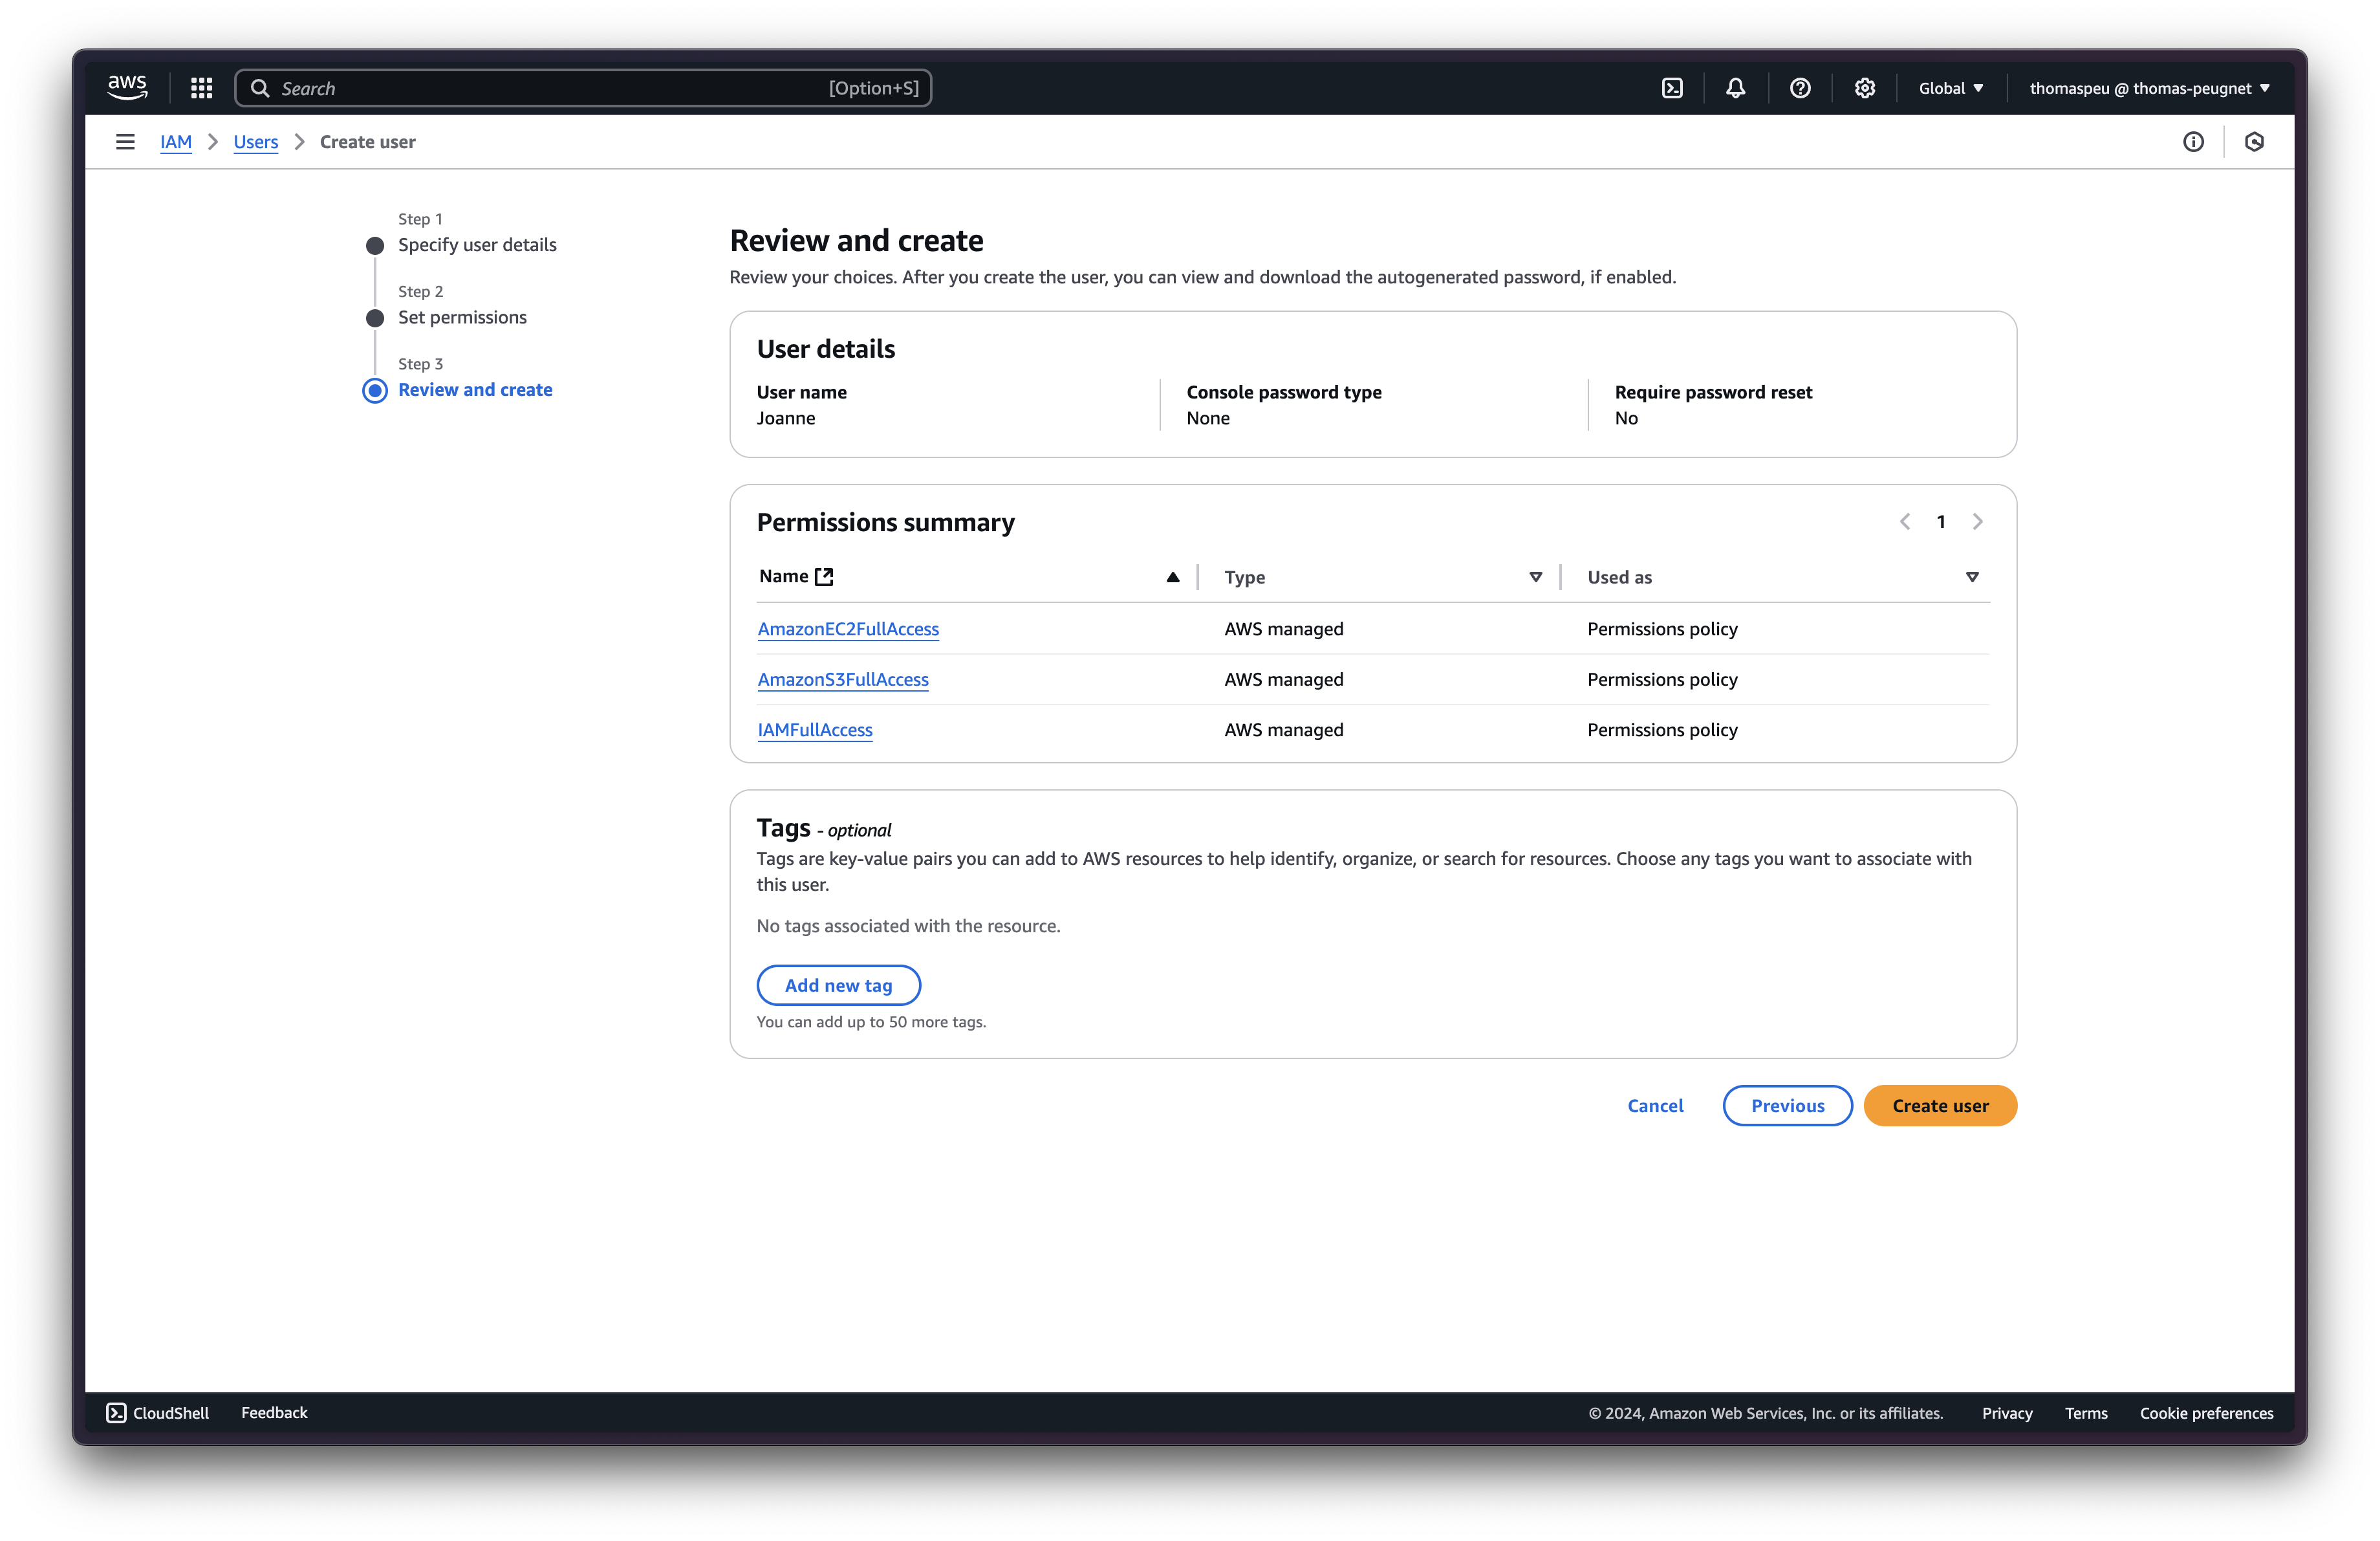 aws
Search [Option+S]
Global
thomaspeu @ thomas-peugnet
IAM
Users
Create user
Step 1
Specify user details
Step 2
Set permissions
Step 3
Review and create
Review and create
Review your choices. After you create the user, you can view and download the autogenerated password, if enabled.
User details
User name
Joanne
Console password type
None
Require password reset
No
Permissions summary
1
Name Type Used as
AmazonEC2FullAccess AWS managed Permissions policy
AmazonS3FullAccess AWS managed Permissions policy
IAMFullAccess AWS managed Permissions policy
Tags - optional
Tags are key-value pairs you can add to AWS resources to help identify, organize, or search for resources. Choose any tags you want to associate with
this user.
No tags associated with the resource.
Add new tag
You can add up to 50 more tags.
Cancel
Previous
Create user
CloudShell
Feedback
© 2024, Amazon Web Services, Inc. or its affiliates.
Privacy
Terms
Cookie preferences